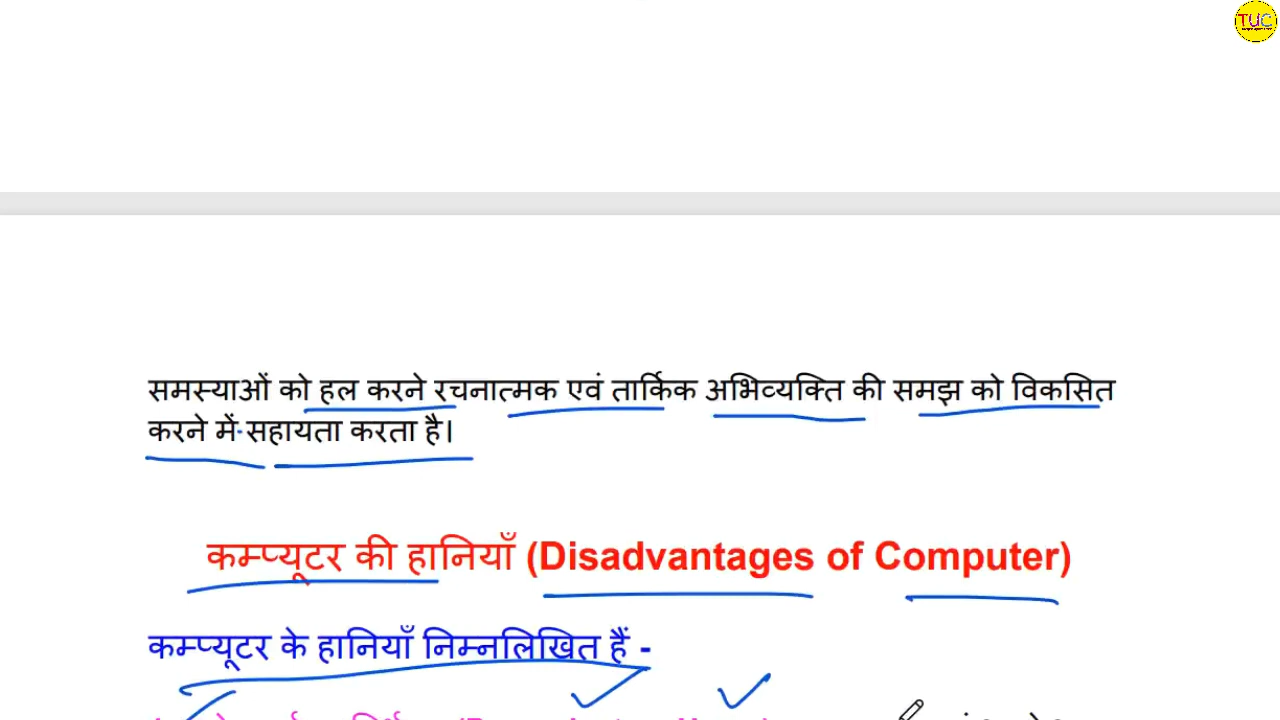 TUC
समस्याओं को हल करने रचनात्मक एवं तार्किक अभिव्यक्ति की समझ को विकसित
करने में सहायता करता है।
कम्प्यूटर की हानियाँ (Disadvantages of Computer)
कम्प्यूटर के हानियाँ निम्नलिखित हैं -